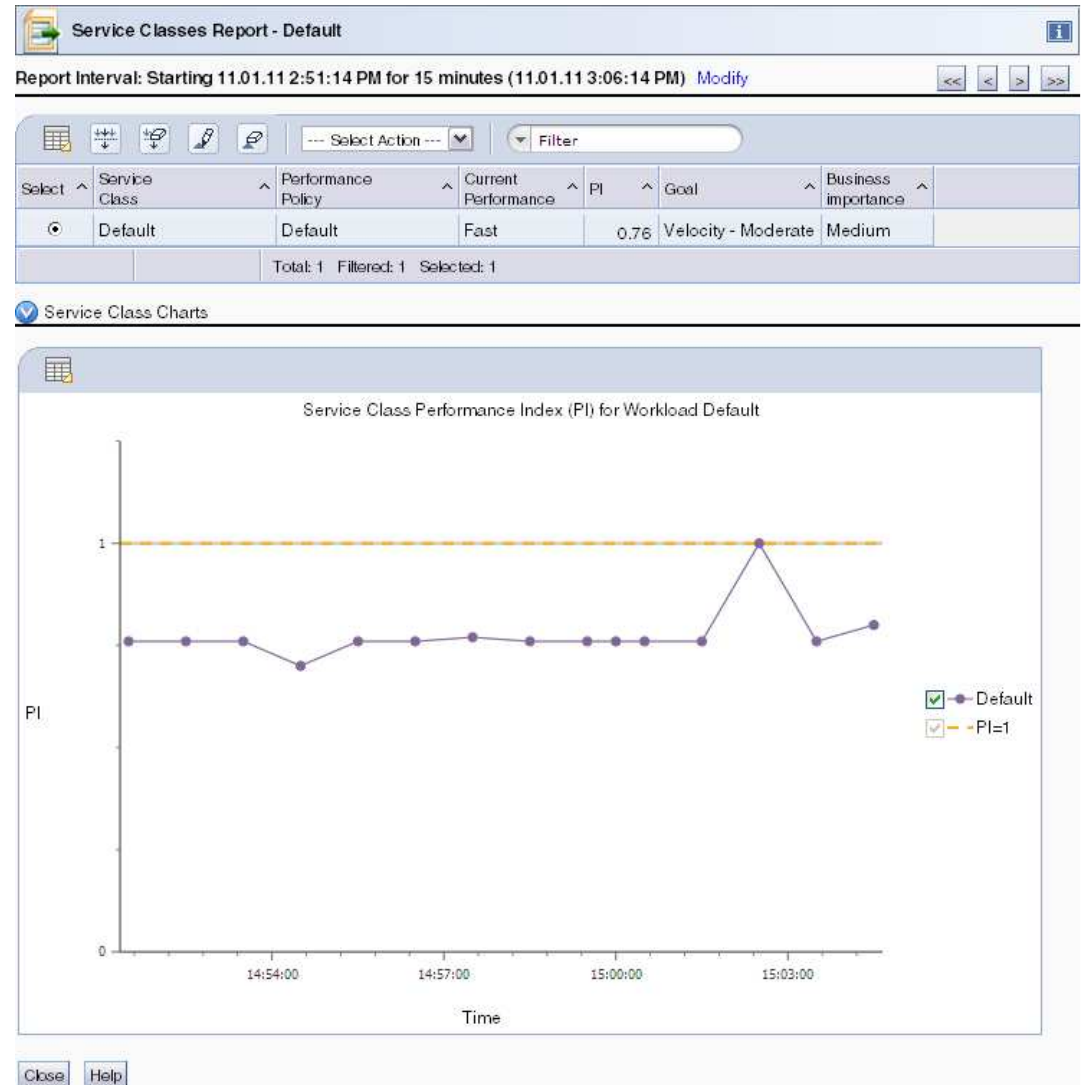 Service Classes Report - Default
Report Interval: Starting 11.01.11 2:51:14 PM for 15 minutes (11.01.11 3:06:14 PM) Modify << < > >>
--- Select Action --- Filter
Select ^ Service Class ^ Performance Policy ^ Current Performance ^ PI ^ Goal ^ Business importance ^
Default Default Fast 0.76 Velocity - Moderate Medium
Total: 1 Filtered: 1 Selected: 1
Service Class Charts
Service Class Performance Index (PI) for Workload Default
1
PI
0
14:54:00 14:57:00 15:00:00 15:03:00
Time
Default
PI=1
Close Help